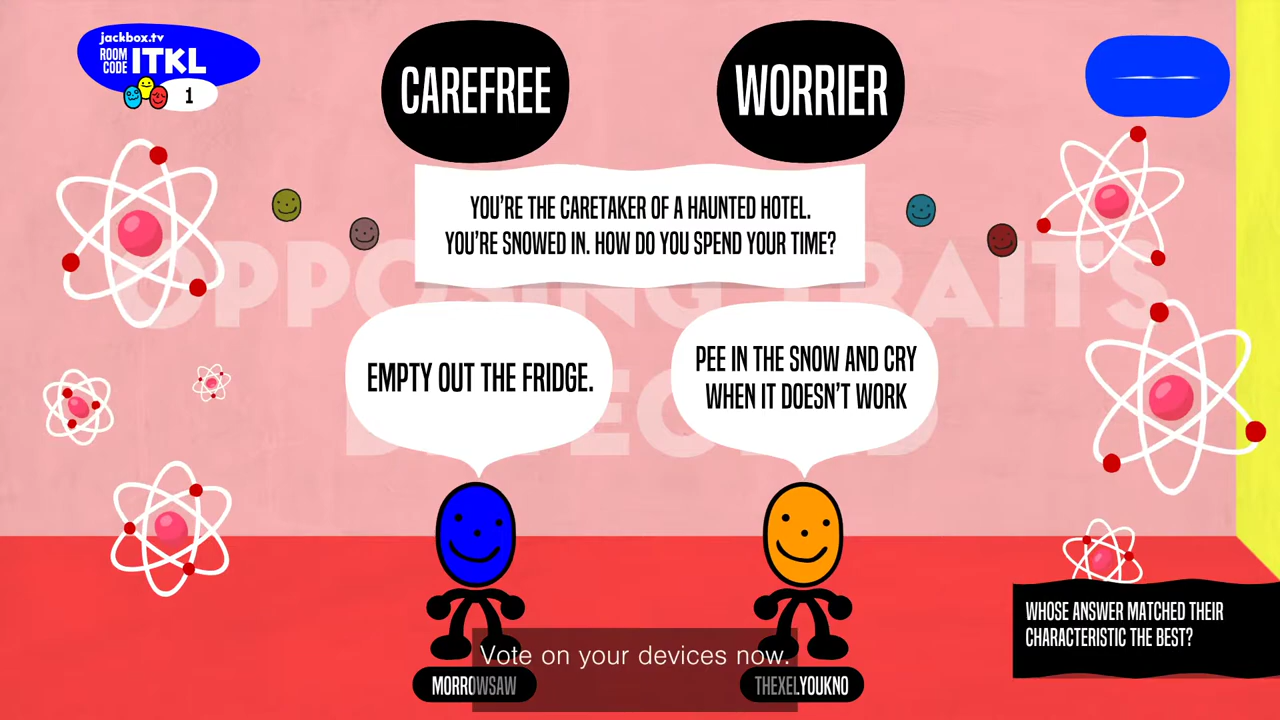 jackbox.tv
ROOM
CODE
ITKL
1
CAREFREE
WORRIER
YOU'RE THE CARETAKER OF A HAUNTED HOTEL.
YOU'RE SNOWED IN. HOW DO YOU SPEND YOUR TIME?
OPPOSING TRAITS
EMPTY OUT THE FRIDGE.
PEE IN THE SNOW AND CRY
WHEN IT DOESN'T WORK
WHOSE ANSWER MATCHED THEIR
CHARACTERISTIC THE BEST?
Vote on your devices now.
MORROWSAW
THEXELYOUKNO